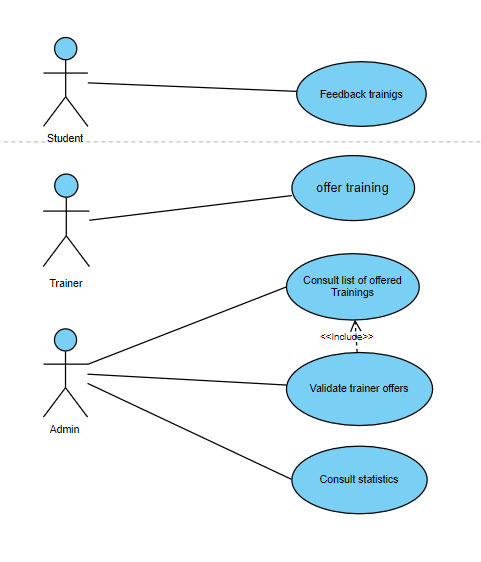 Feedback trainigs
Student
offer training
Trainer
Consult list of offered
Trainings
<<Include>>
Validate trainer offers
Admin
Consult statistics